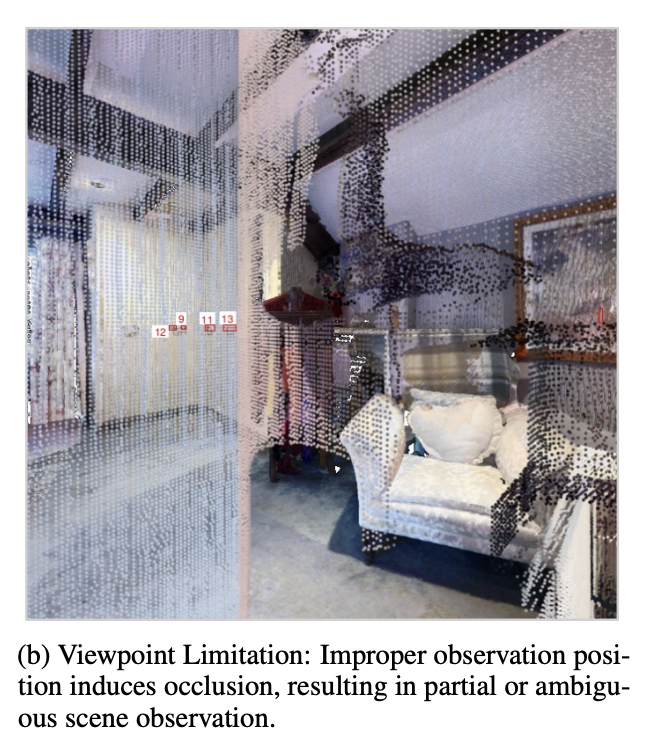 9
11
13
12
(b) Viewpoint Limitation: Improper observation posi-
tion induces occlusion, resulting in partial or ambigu-
ous scene observation.